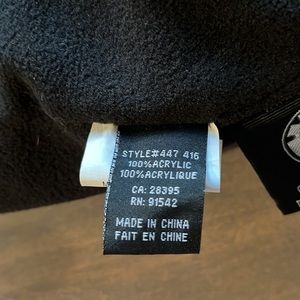 STYLE#447 416
100%ACRYLIC
100%ACRYLIQUE
CA: 28395
RN: 91542
MADE IN CHINA
FAIT EN CHINE